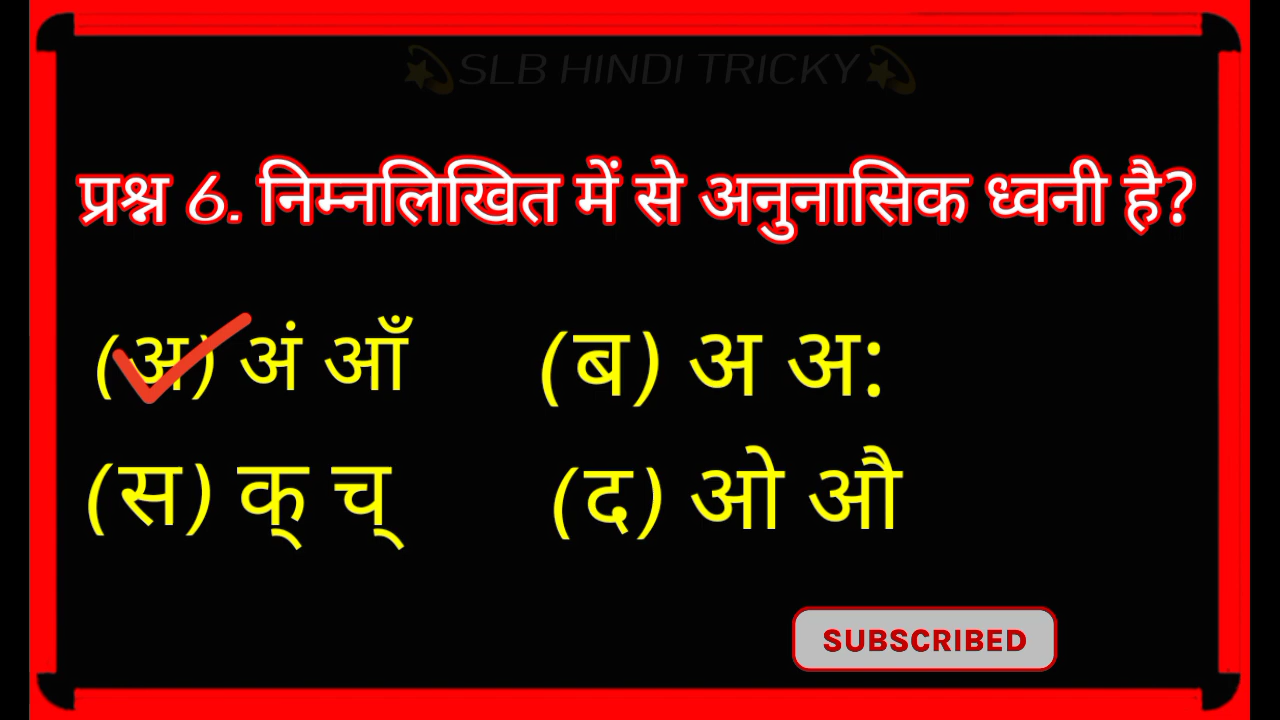 SLB HINDI TRICKY
प्रश्न 6. निम्नलिखित में से अनुनासिक ध्वनी है?
(अ) अं आँ (ब) अ अ:
(स) क् च् (द) ओ औ
SUBSCRIBED